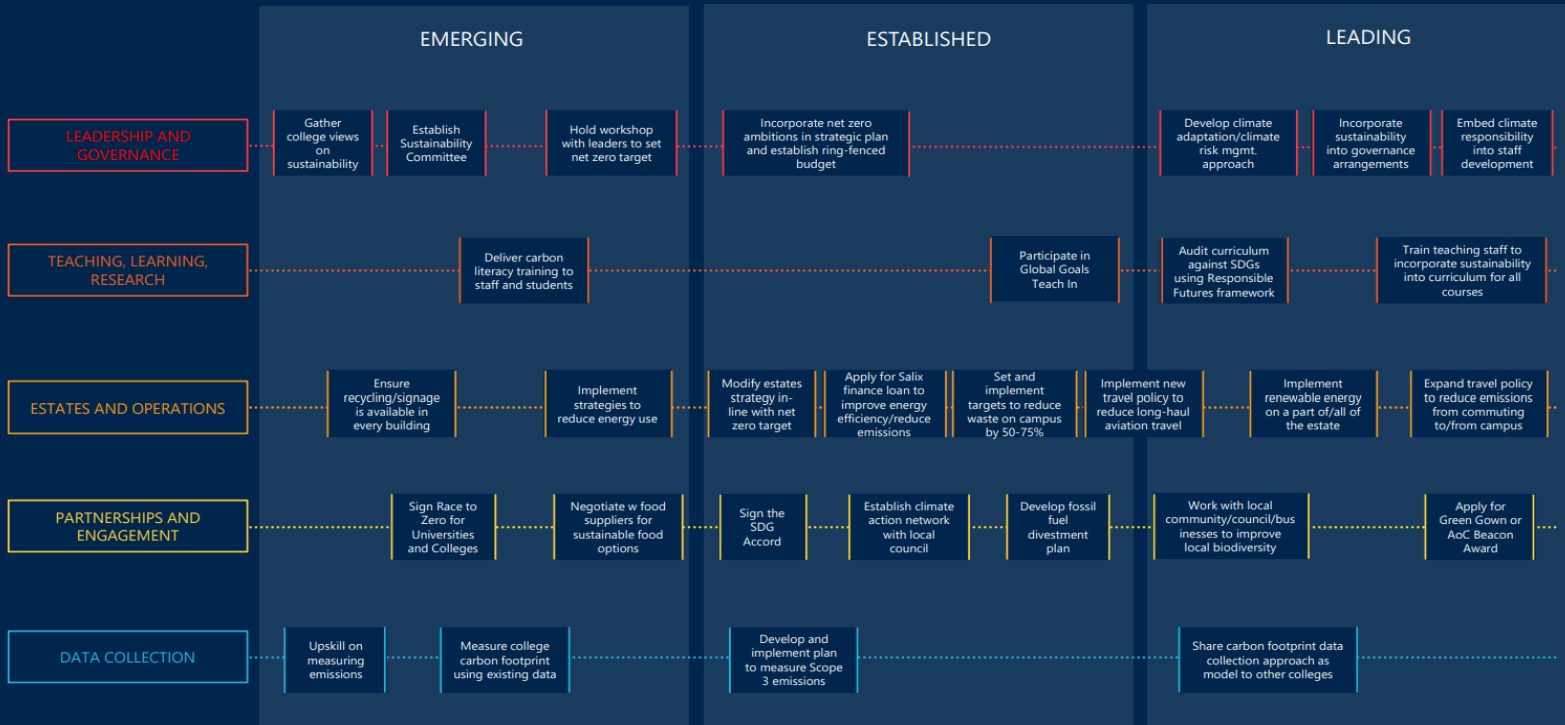 EMERGING
ESTABLISHED
LEADING
LEADERSHIP AND
GOVERNANCE
Gather
college views
on
sustainability
Establish
Sustainability
Committee
Hold workshop
with leaders to set
net zero target
Incorporate net zero
ambitions in strategic plan
and establish ring-fenced
budget
Develop climate
adaptation/climate
risk mgmt.
approach
Incorporate
sustainability
into governance
arrangements
Embed climate
responsibility
into staff
development
TEACHING, LEARNING,
RESEARCH
Deliver carbon
literacy training to
staff and students
Participate in
Global Goals
Teach In
Audit curriculum
against SDGs
using Responsible
Futures framework
Train teaching staff to
incorporate sustainability
into curriculum for all
courses
ESTATES AND OPERATIONS
Ensure
recycling/signage
is available in
every building
Implement
strategies to
reduce energy use
Modify estates
strategy in-
line with net
zero target
Apply for Salix
finance loan to
improve energy
efficiency/reduce
emissions
Set and
implement
targets to reduce
waste on campus
by 50-75%
Implement new
travel policy to
reduce long-haul
aviation travel
Implement
renewable energy
on a part of/all of
the estate
Expand travel policy
to reduce emissions
from commuting
to/from campus
PARTNERSHIPS AND
ENGAGEMENT
Sign Race to
Zero for
Universities
and Colleges
Negotiate w food
suppliers for
sustainable food
options
Sign the
SDG
Accord
Establish climate
action network
with local
council
Develop fossil
fuel
divestment
plan
Work with local
community/council/bus
inesses to improve
local biodiversity
Apply for
Green Gown or
AoC Beacon
Award
DATA COLLECTION
Upskill on
measuring
emissions
Measure college
carbon footprint
using existing data
Develop and
implement plan
to measure Scope
3 emissions
Share carbon footprint data
collection approach as
model to other colleges